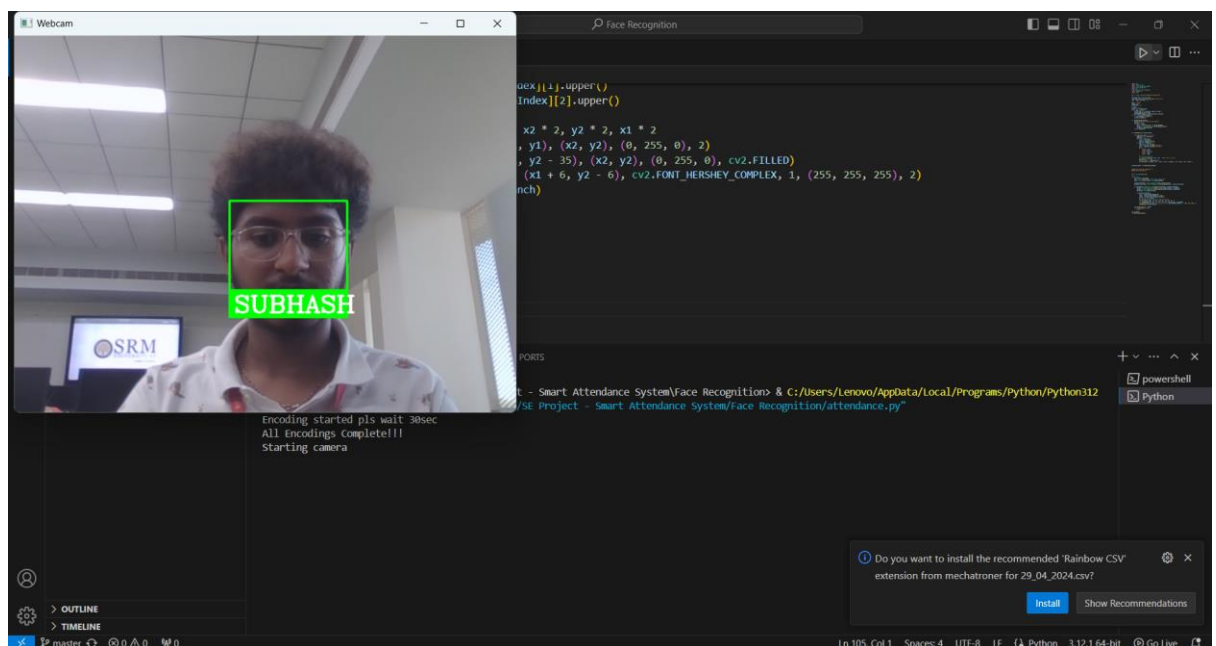 Webcam
Face Recognition
SUBHASH
SRM
dex][1].upper()
Index][2].upper()
x2 * 2, y2 * 2, x1 * 2
, y1), (x2, y2), (0, 255, 0), 2)
, y2 - 35), (x2, y2), (0, 255, 0), cv2.FILLED)
(x1 + 6, y2 - 6), cv2.FONT_HERSHEY_COMPLEX, 1, (255, 255, 255), 2)
nch)
PORTS
powershell
Python
t - Smart Attendance System\Face Recognition> & C:/Users/Lenovo/AppData/Local/Programs/Python/Python312
/SE Project - Smart Attendance System/Face Recognition/attendance.py"
Encoding started pls wait 30sec
All Encodings Complete!!!
Starting camera
Do you want to install the recommended 'Rainbow CSV'
extension from mechatroner for 29_04_2024.csv?
Install Show Recommendations
> OUTLINE
> TIMELINE
master 0 0 0 Ln 105, Col 1 Spaces: 4 UTF-8 LF Python 3.12.1 64-bit Go Live